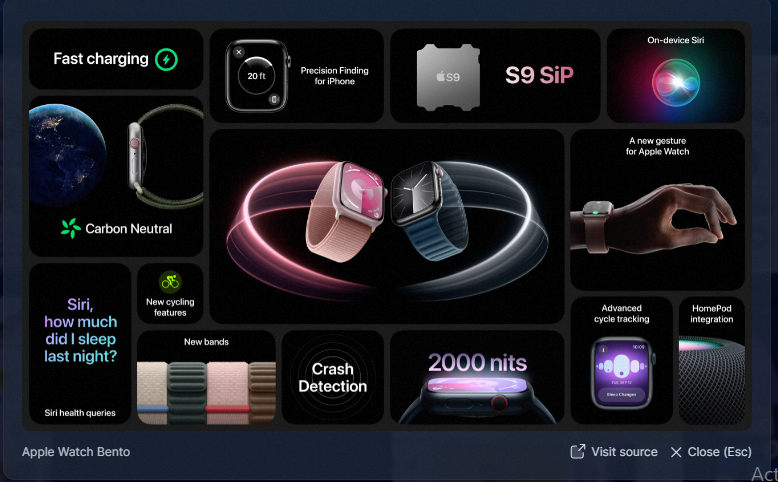 Fast charging
20 ft
Precision Finding
for iPhone
S9
S9 SiP
On-device Siri
Carbon Neutral
A new gesture
for Apple Watch
Siri,
how much
did I sleep
last night?
Siri health queries
New cycling
features
New bands
Crash
Detection
2000 nits
Advanced
cycle tracking
Sleep Changes
HomePod
integration
Apple Watch Bento
Visit source
Close (Esc)
Act